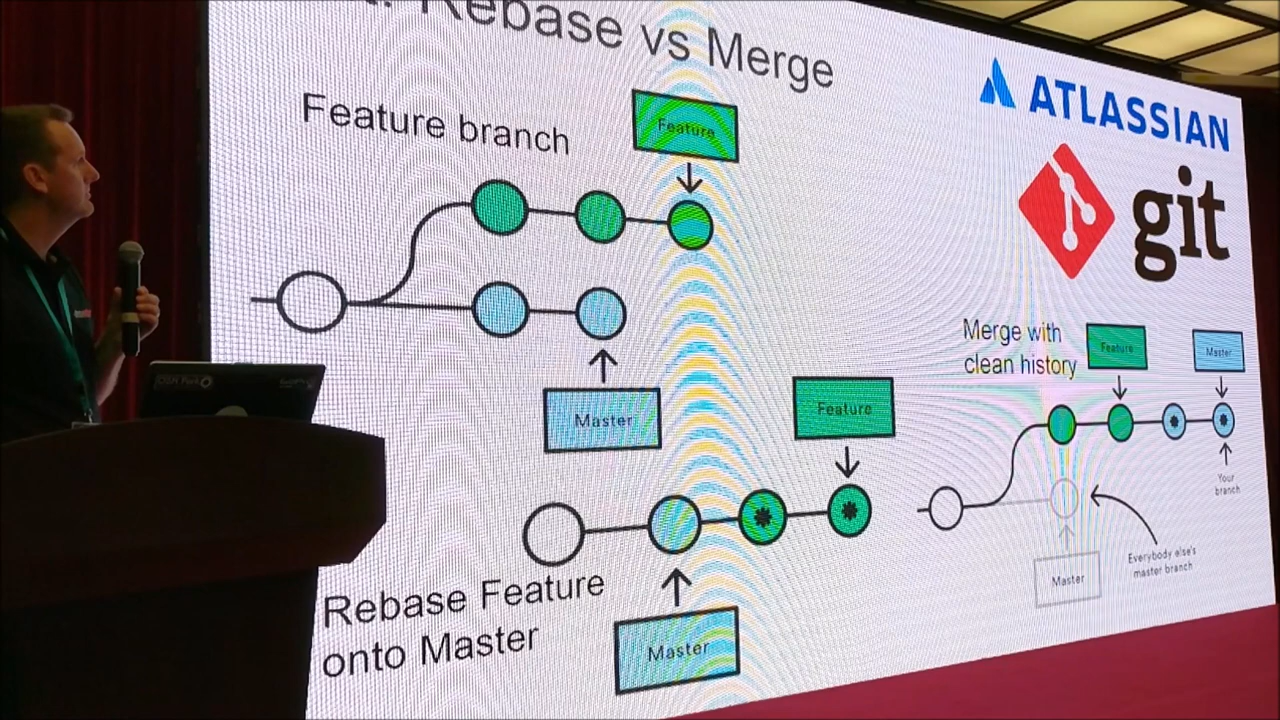 Rebase vs Merge
ATLASSIAN
git
Feature branch
Feature
Master
Merge with
clean history
Feature
Master
Your
branch
Everybody else's
master branch
Master
Feature
Rebase Feature
onto Master
Master